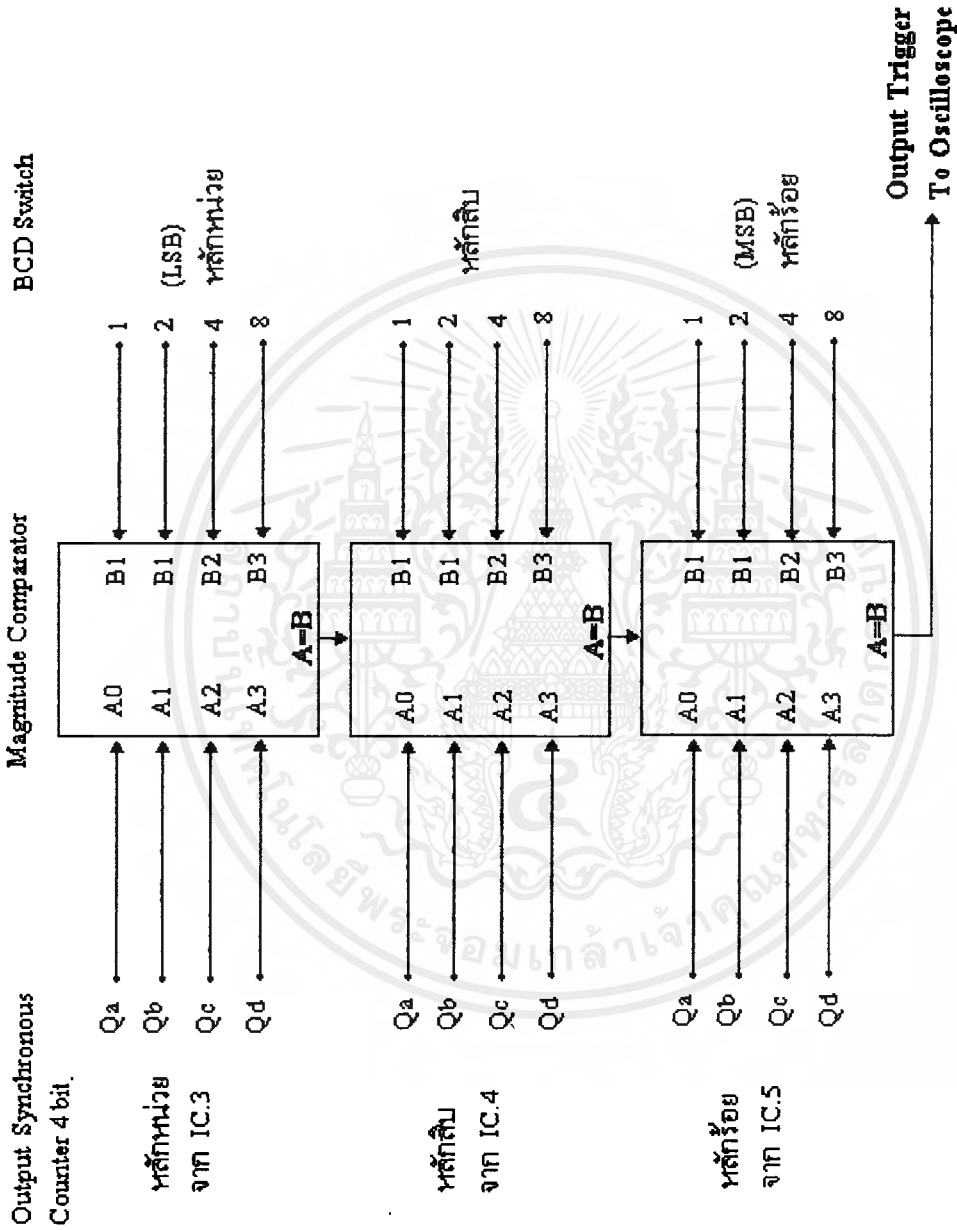 Output Synchronous
Counter 4 bit.
Magnitude Comparator
BCD Switch
หลักหน่วย
จาก IC.3
Qa
Qb
Qc
Qd
A0
A1
A2
A3
B1
B1
B2
B3
A=B
1
2
4
8
(LSB)
หลักหน่วย
หลักสิบ
จาก IC.4
Qa
Qb
Qc
Qd
A0
A1
A2
A3
B1
B1
B2
B3
A=B
1
2
4
8
หลักสิบ
หลักร้อย
จาก IC.5
Qa
Qb
Qc
Qd
A0
A1
A2
A3
B1
B1
B2
B3
A=B
1
2
4
8
(MSB)
หลักร้อย
Output Trigger
To Oscilloscope